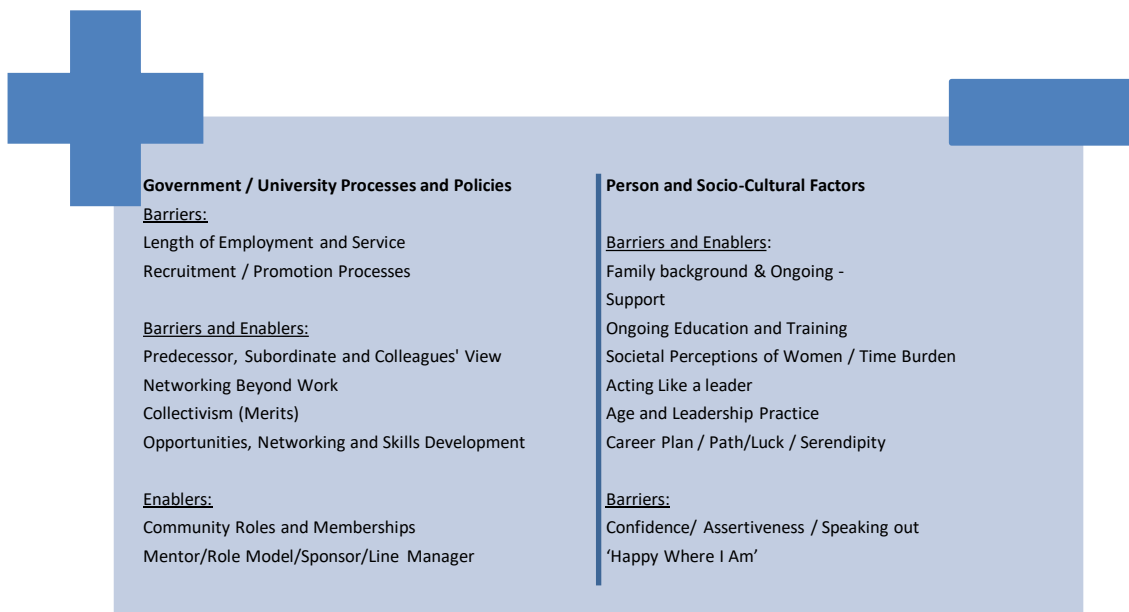 Government / University Processes and Policies
Barriers:
Length of Employment and Service
Recruitment / Promotion Processes
Barriers and Enablers:
Predecessor, Subordinate and Colleagues' View
Networking Beyond Work
Collectivism (Merits)
Opportunities, Networking and Skills Development
Enablers:
Community Roles and Memberships
Mentor/Role Model/Sponsor/Line Manager
Person and Socio-Cultural Factors
Barriers and Enablers:
Family background & Ongoing -
Support
Ongoing Education and Training
Societal Perceptions of Women / Time Burden
Acting Like a leader
Age and Leadership Practice
Career Plan / Path/Luck / Serendipity
Barriers:
Confidence/ Assertiveness / Speaking out
‘Happy Where I Am’